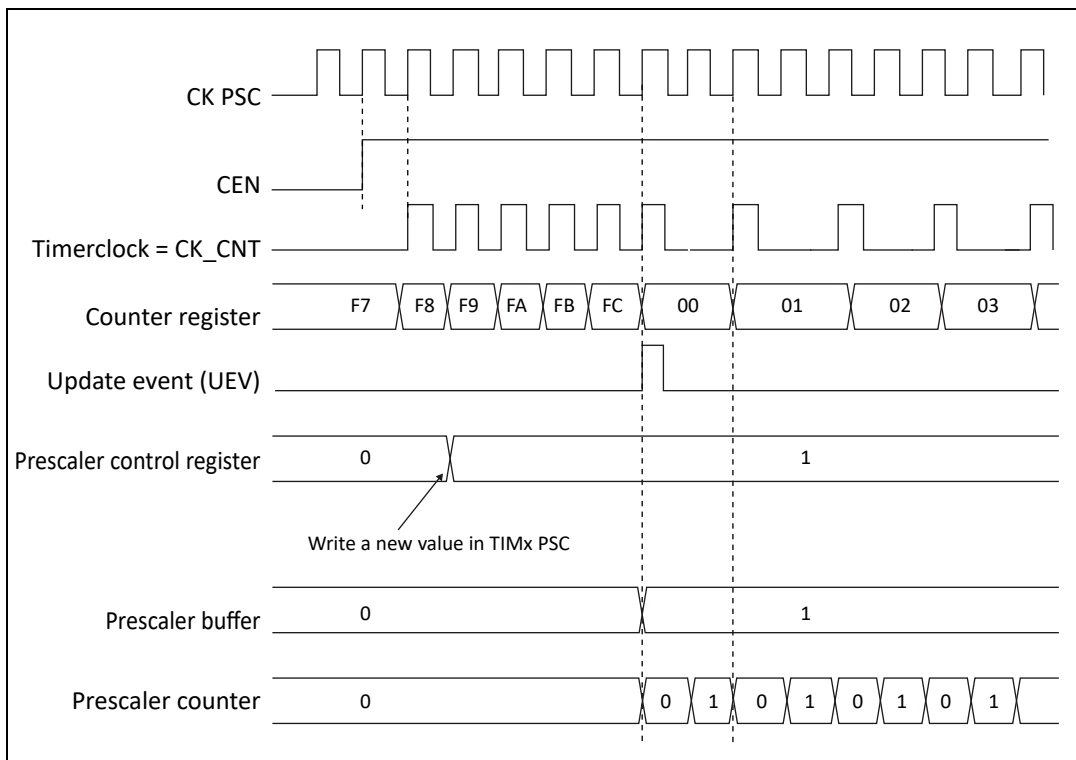 CK PSC
CEN
Timerclock = CK_CNT
Counter register
F7 F8 F9 FA FB FC 00 01 02 03
Update event (UEV)
Prescaler control register
0 1
Write a new value in TIMx PSC
Prescaler buffer
0 1
Prescaler counter
0 0 1 0 1 0 1 0 1